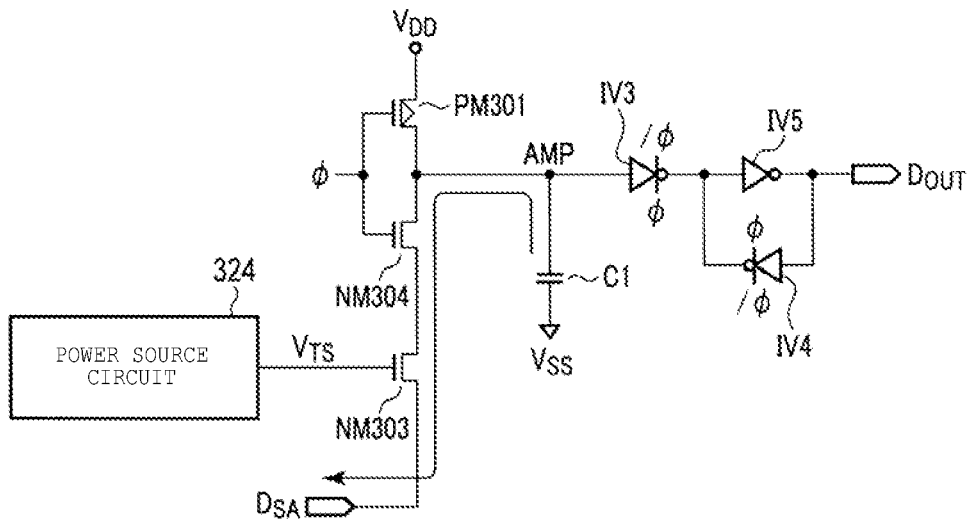 VDD
PM301
IV3
/ϕ
IV5
AMP
ϕ
DOUT
ϕ
ϕ
324
NM304
C1
/ϕ
IV4
POWER SOURCE
CIRCUIT
VTS
VSS
NM303
DSA